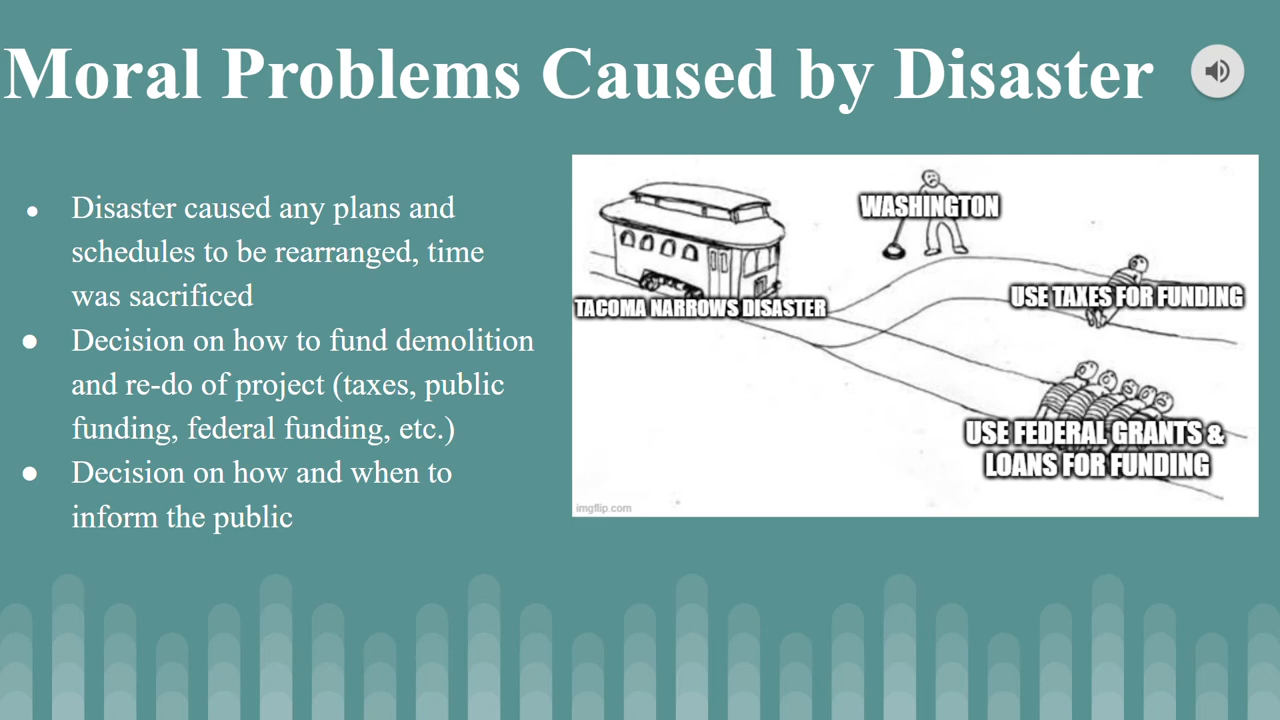 Moral Problems Caused by Disaster
● Disaster caused any plans and
schedules to be rearranged, time
was sacrificed
● Decision on how to fund demolition
and re-do of project (taxes, public
funding, federal funding, etc.)
● Decision on how and when to
inform the public
WASHINGTON
TACOMA NARROWS DISASTER
USE TAXES FOR FUNDING
USE FEDERAL GRANTS &
LOANS FOR FUNDING
imgflip.com